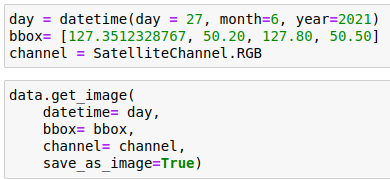 day = datetime(day = 27, month=6, year=2021)
bbox= [127.3512328767, 50.20, 127.80, 50.50]
channel = SatelliteChannel.RGB
data.get_image(
    datetime= day,
    bbox= bbox,
    channel= channel,
    save_as_image=True)